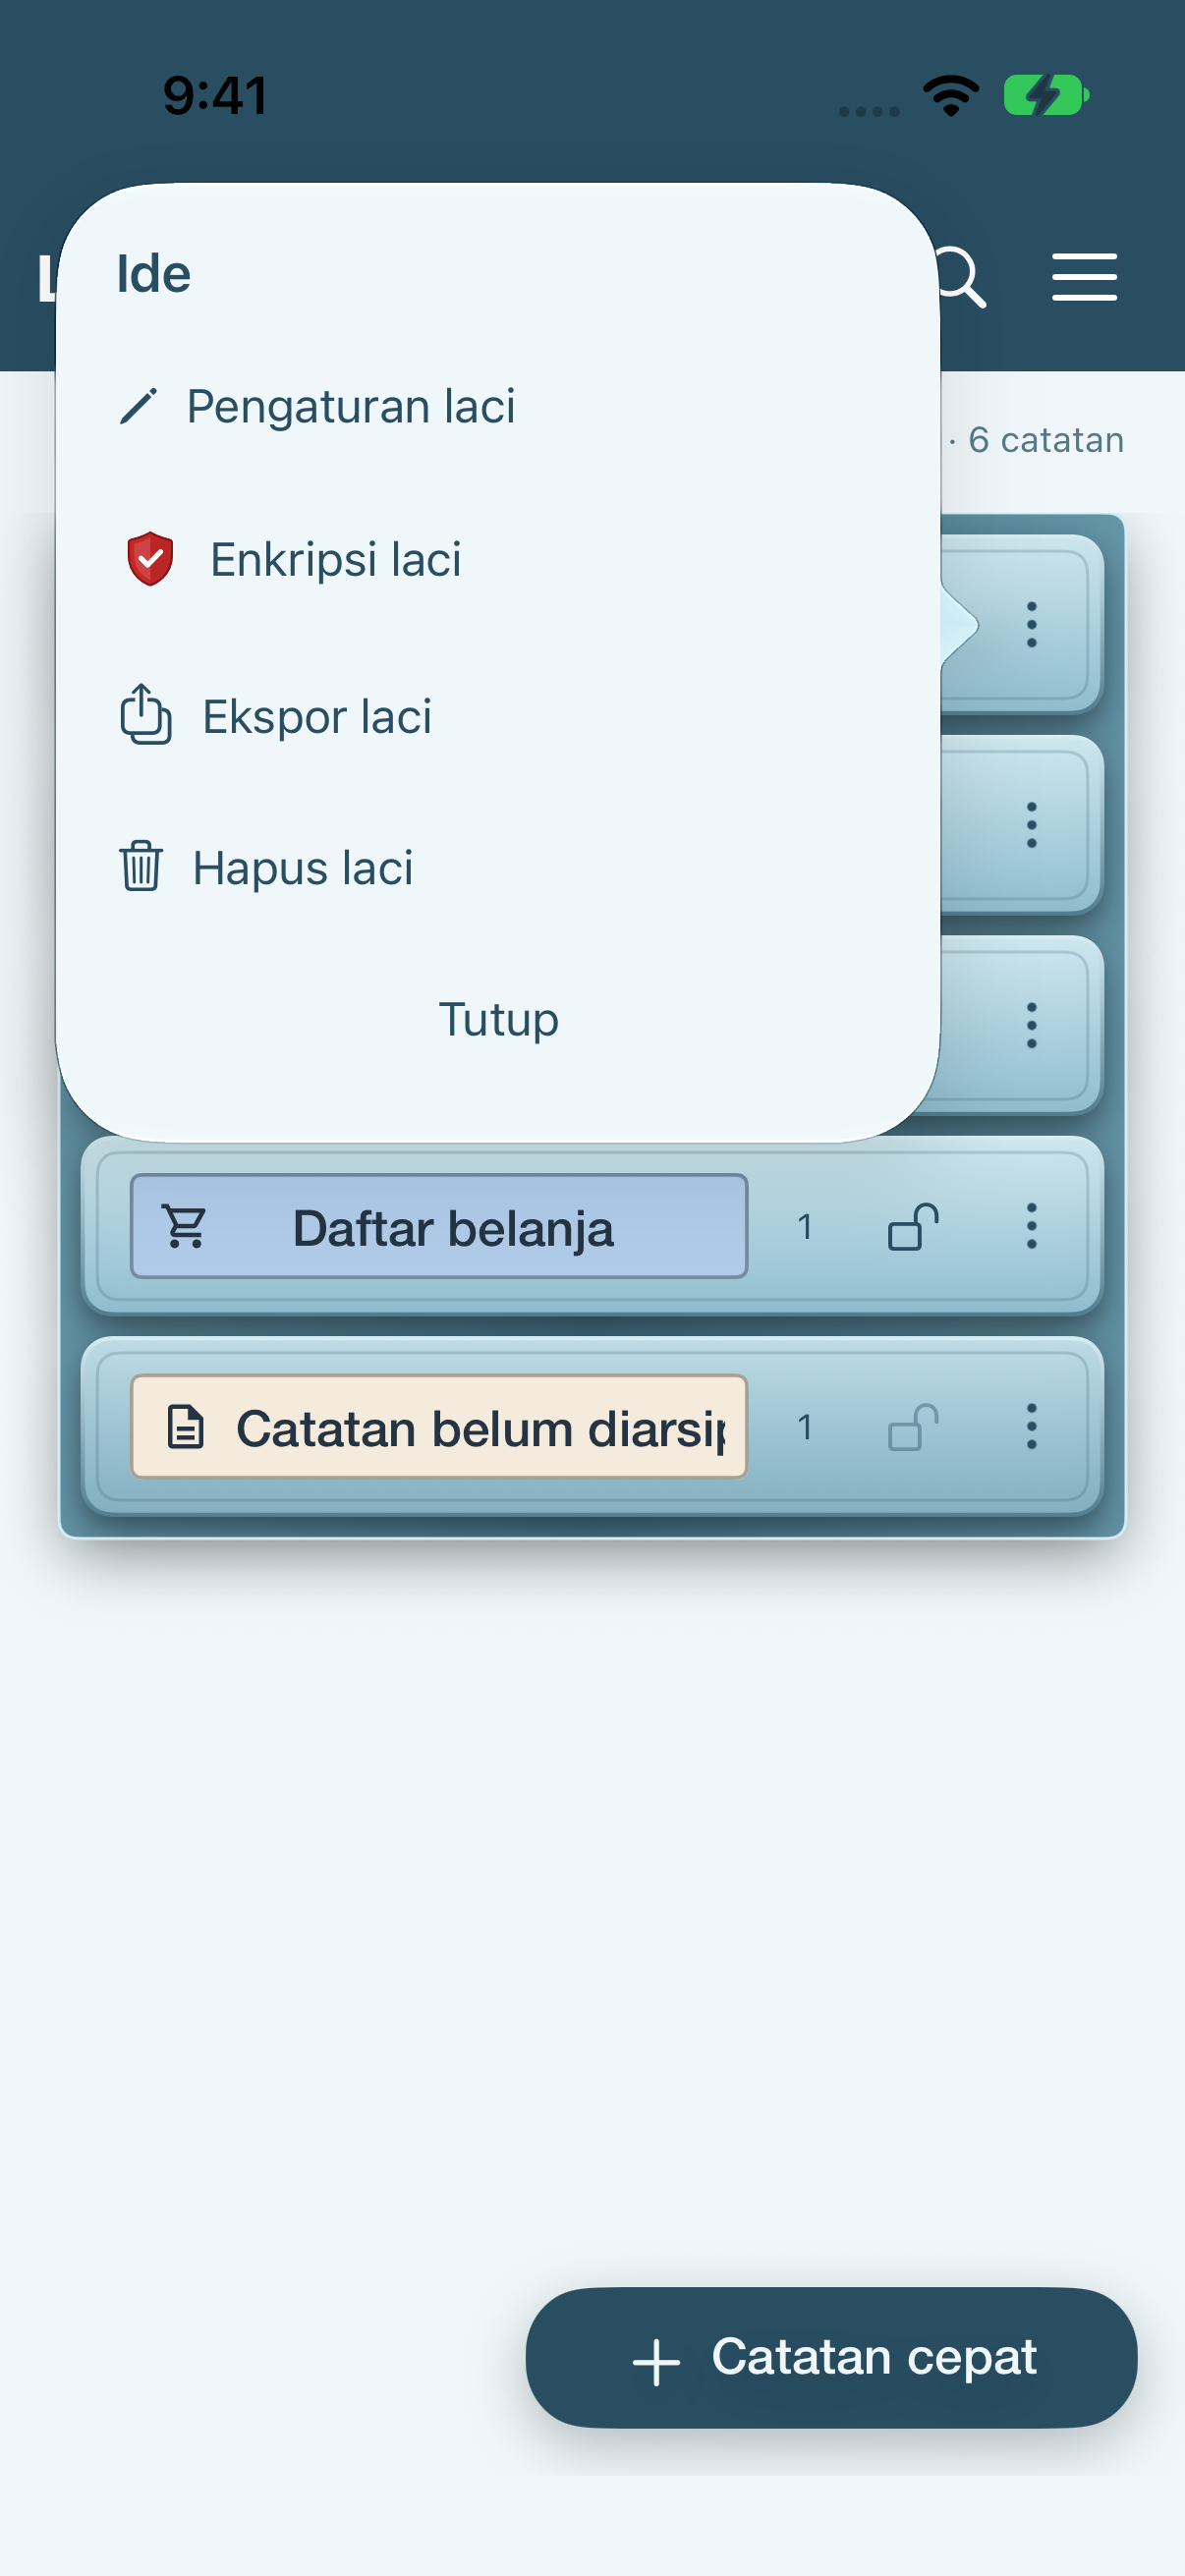 9:41
Ide
Pengaturan laci
· 6 catatan
Enkripsi laci
Ekspor laci
Hapus laci
Tutup
Daftar belanja 1
Catatan belum 1
Catatan cepat